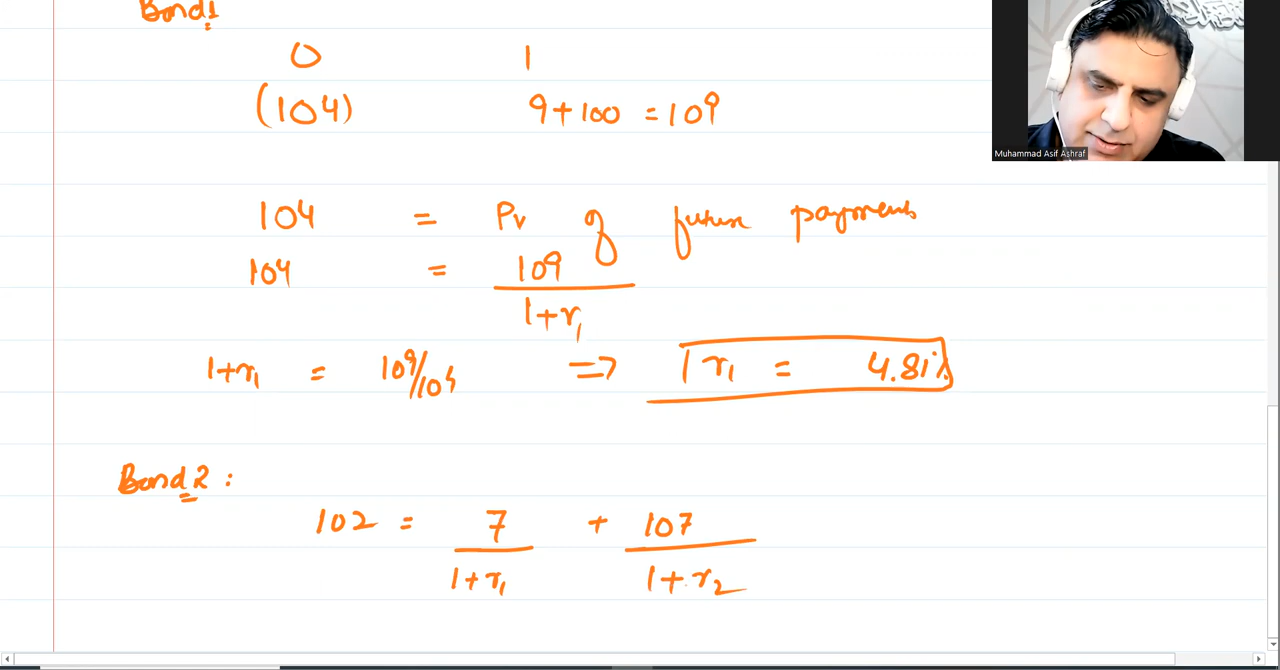 Bond 1
0 1
(104) 9+100 = 109
Muhammad Asif Ashraf
104 = Pv of future payments
104 = 109
1+r₁
1+r₁ = 109/104 => r₁ = 4.81%
Bond 2 :
102 = 7 + 107
1+r₁ 1+r₂